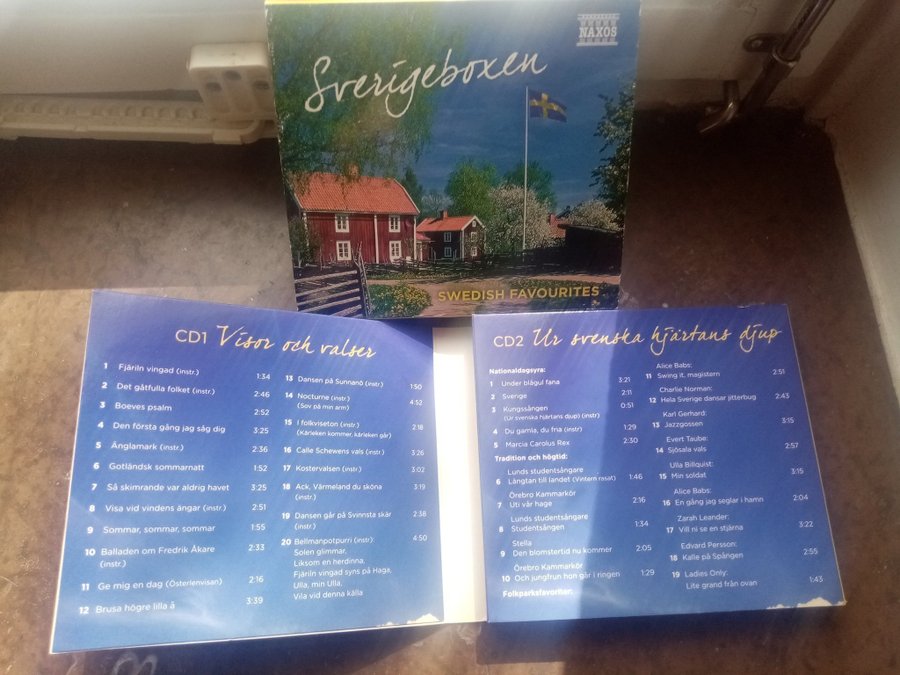 NAXOS
Sverigeboxen
SWEDISH FAVOURITES
CD1 Visor och valser
1 Fjäriln vingad (instr.) 1:34
2 Det gåtfulla folket (instr.) 2:46
3 Boeves psalm 2:52
4 Den första gång jag såg dig 3:25
5 Änglamark (instr.) 2:36
6 Gotländsk sommarnatt 1:52
7 Så skimrande var aldrig havet 3:25
8 Visa vid vindens ängar (instr.) 2:51
9 Sommar, sommar, sommar 1:55
10 Balladen om Fredrik Åkare 2:33
(instr.)
11 Ge mig en dag (Österlenvisan) 2:16
12 Brusa högre lilla å 3:39
13 Dansen på Sunnanö (instr.) 1:50
14 Nocturne (instr.) 4:52
(Sov på min arm)
15 I folkviseton (instr.) 2:18
(Kärleken kommer, kärleken går)
16 Calle Schewens vals (instr.) 3:26
17 Kostervalsen (instr.) 3:02
18 Ack, Värmeland du sköna 3:19
(instr.)
19 Dansen går på Svinnsta skär 2:38
(instr.)
20 Bellmanpotpurri (instr.): 4:50
Solen glimmar,
Liksom en herdinna,
Fjäriln vingad syns på Haga,
Ulla, min Ulla,
Vila vid denna källa
CD2 Ur svenska hjärtans djup
Nationaldagsyra:
1 Under blågul fana 3:21
2 Sverige 2:11
3 Kungssången 0:51
(Ur svenska hjärtans djup) (instr)
4 Du gamla, du fria (instr) 1:29
5 Marcia Carolus Rex 2:30
Tradition och högtid:
Lunds studentsångare
6 Längtan till landet (Vintern rasat) 1:46
Örebro Kammarkör
7 Uti vår hage 2:16
Lunds studentsångare
8 Studentsången 1:34
Stella
9 Den blomstertid nu kommer 2:05
Örebro Kammarkör
10 Och jungfrun hon går i ringen 1:29
Folkparksfavoriter:
Alice Babs:
11 Swing it, magistern 2:51
Charlie Norman:
12 Hela Sverige dansar jitterbug 2:43
Karl Gerhard:
13 Jazzgossen 3:15
Evert Taube:
14 Sjösala vals 2:57
Ulla Billquist:
15 Min soldat 3:15
Alice Babs:
16 En gång jag seglar i hamn 2:04
Zarah Leander:
17 Vill ni se en stjärna 3:22
Edvard Persson:
18 Kalle på Spången 2:55
19 Ladies Only:
Lite grand från ovan 1:43